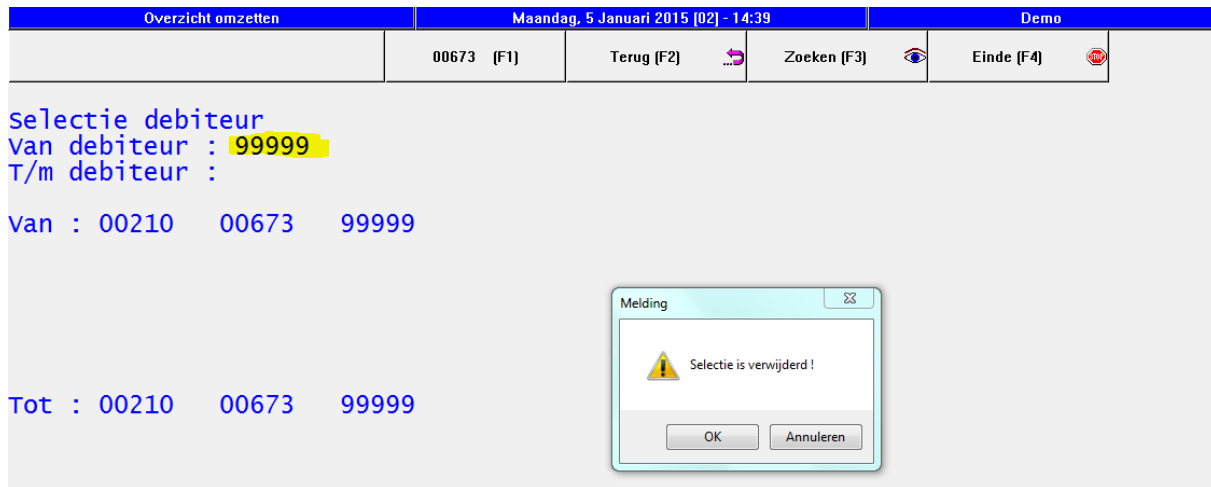 Overzicht omzetten Maandag, 5 Januari 2015 [02] - 14:39 Demo
00673 (F1) Terug (F2) Zoeken (F3) Einde (F4) STOP
Selectie debiteur
Van debiteur : 99999
T/m debiteur :
Van : 00210 00673 99999
Melding
Selectie is verwijderd !
Tot : 00210 00673 99999
OK Annuleren